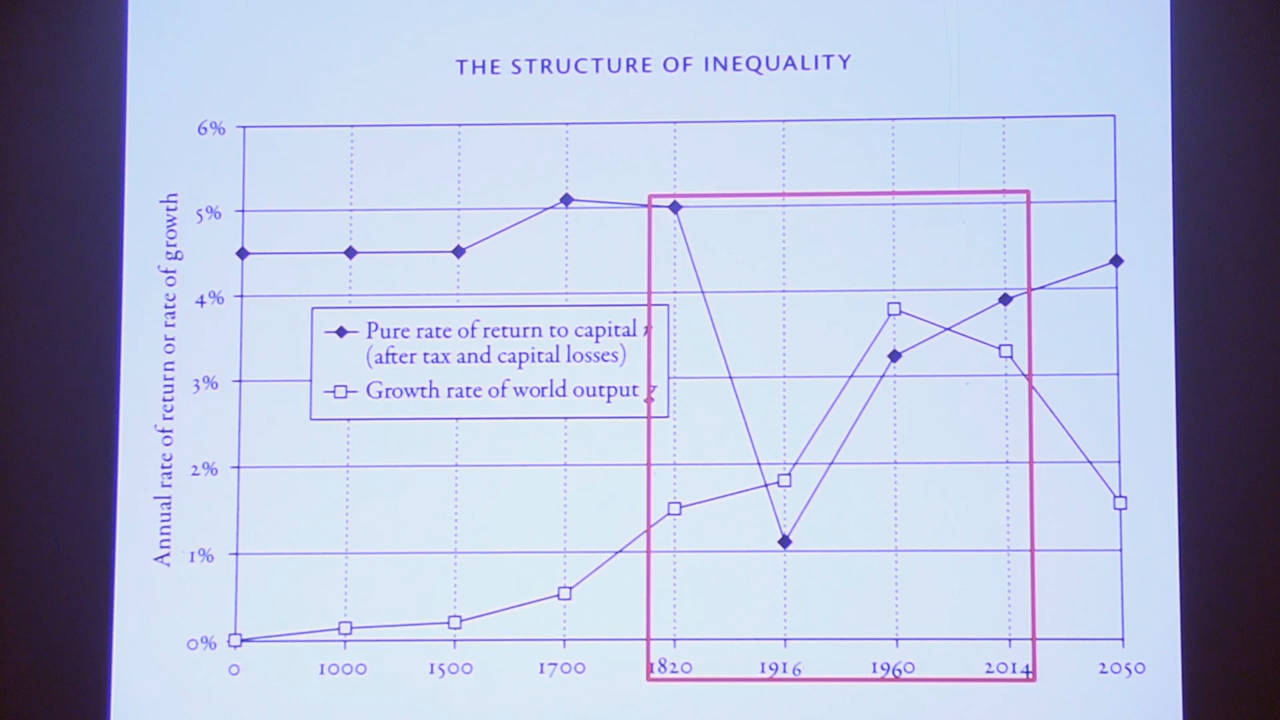 THE STRUCTURE OF INEQUALITY
Annual rate of return or rate of growth
6%
5%
4%
3%
2%
1%
0%
Pure rate of return to capital r
(after tax and capital losses)
Growth rate of world output g
0 1000 1500 1700 1820 1916 1960 2014 2050